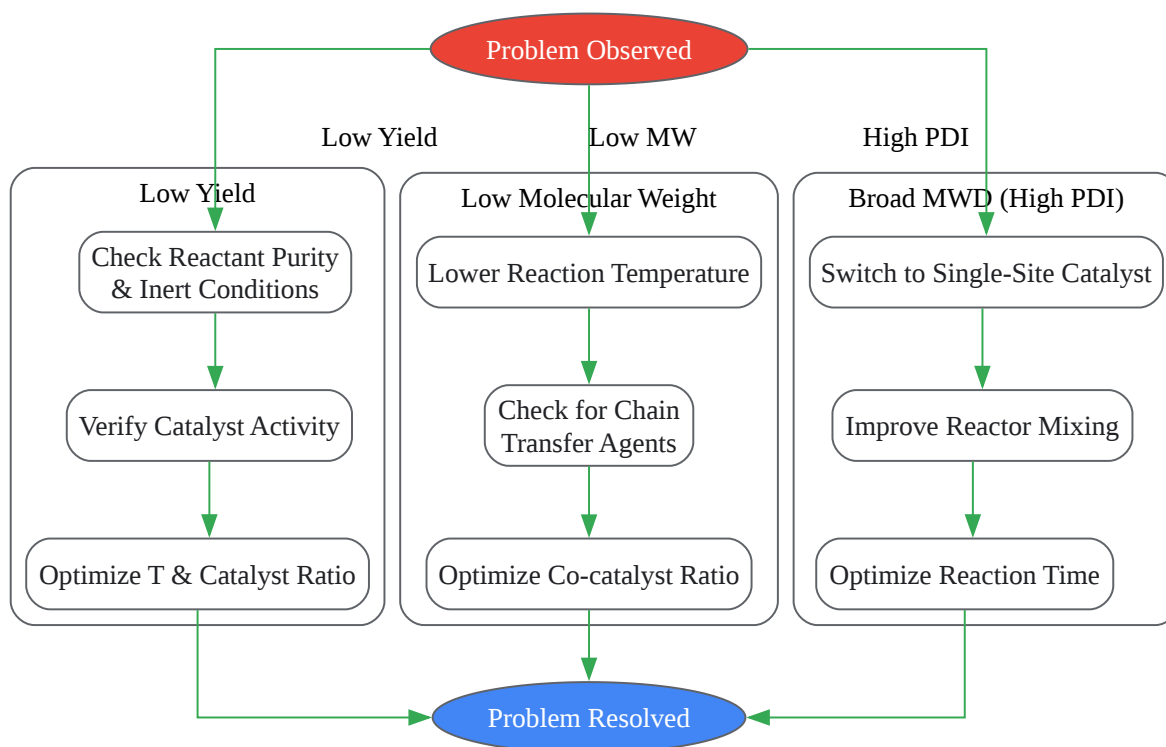 Problem Observed
Low Yield
Low MW
High PDI
Low Yield
Check Reactant Purity
& Inert Conditions
Verify Catalyst Activity
Optimize T & Catalyst Ratio
Low Molecular Weight
Lower Reaction Temperature
Check for Chain
Transfer Agents
Optimize Co-catalyst Ratio
Broad MWD (High PDI)
Switch to Single-Site Catalyst
Improve Reactor Mixing
Optimize Reaction Time
Problem Resolved